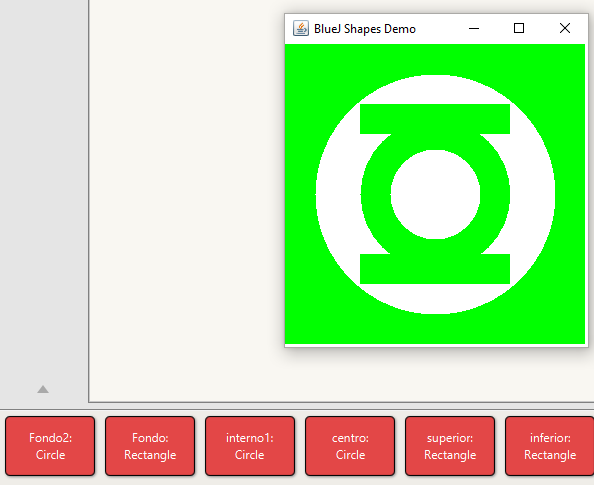 BlueJ Shapes Demo
Fondo2:
Circle
Fondo:
Rectangle
interno1:
Circle
centro:
Circle
superior:
Rectangle
inferior:
Rectangle